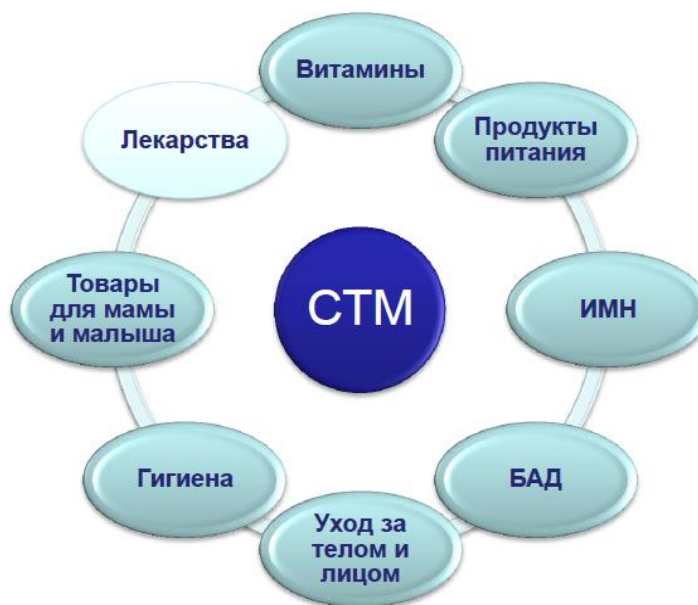 Витамины
Продукты
питания
ИМН
БАД
Уход за
телом и
лицом
Гигиена
Товары
для мамы
и малыша
Лекарства
СТМ